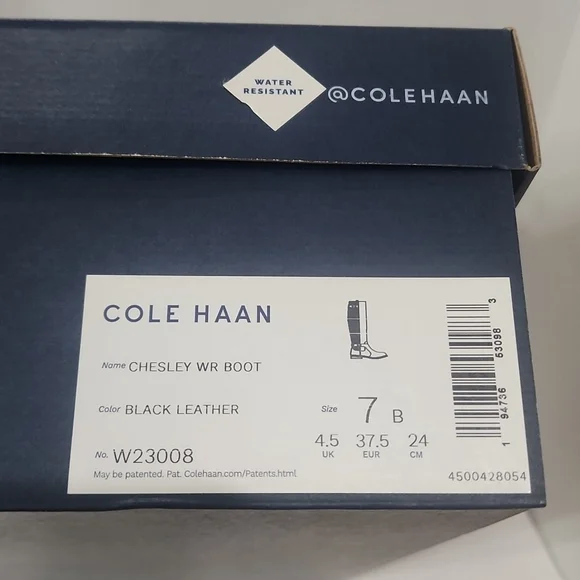 WATER
RESISTANT
@COLEHAAN
COLE HAAN
Name CHESLEY WR BOOT
Color BLACK LEATHER
Size 7 B
4.5 37.5 24
UK EUR CM
No. W23008
May be patented. Pat. Colehaan.com/Patents.html
1 94736 53098 3
4500428054